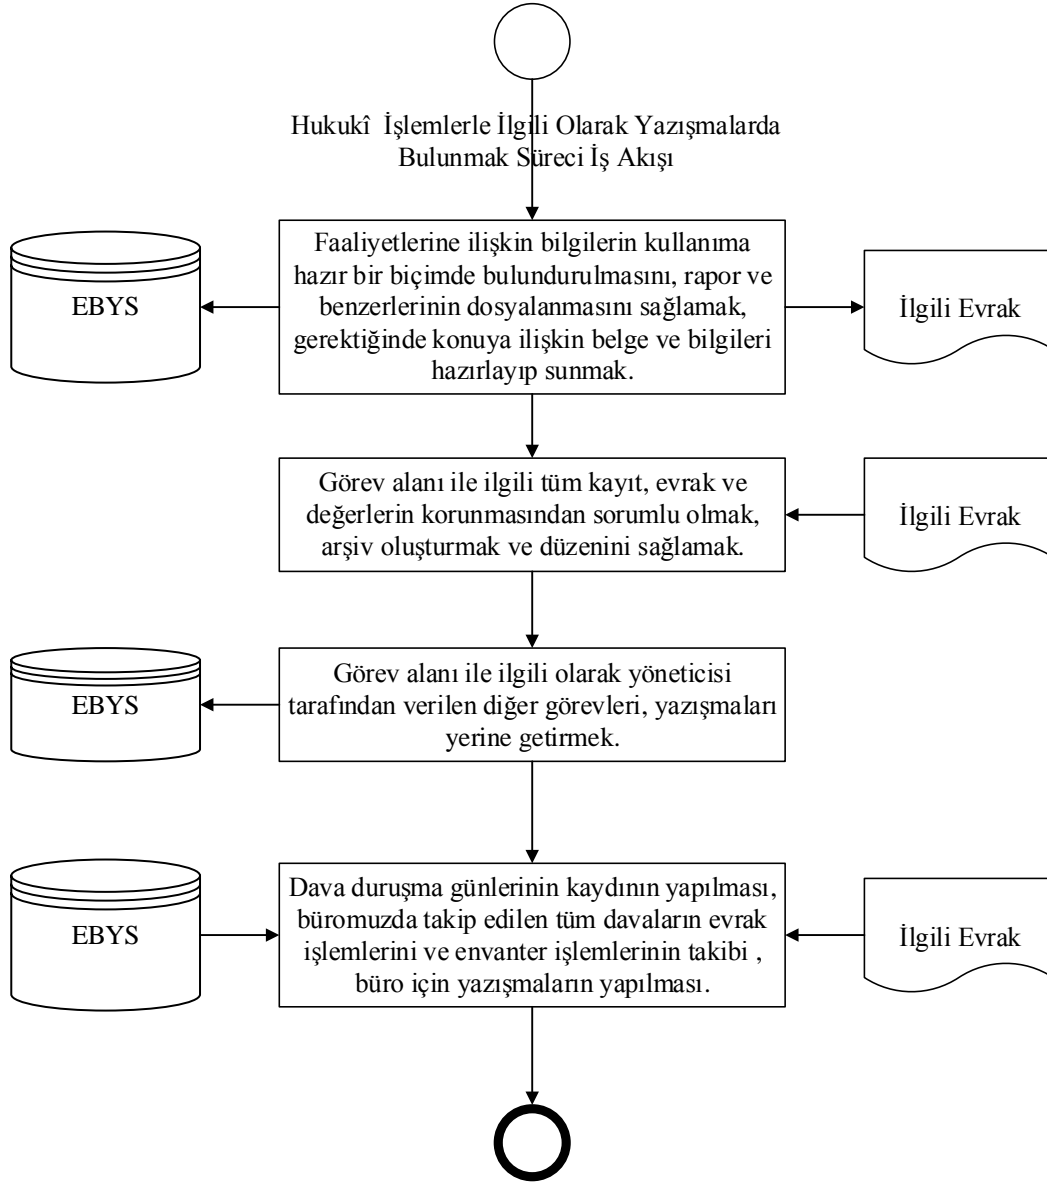 Hukukî İşlemlerle İlgili Olarak Yazışmalarda
Bulunmak Süreci İş Akışı
Faaliyetlerine ilişkin bilgilerin kullanıma
hazır bir biçimde bulundurulmasını, rapor ve
benzerlerinin dosyalanmasını sağlamak,
gerektiğinde konuya ilişkin belge ve bilgileri
hazırlayıp sunmak.
EBYS
İlgili Evrak
Görev alanı ile ilgili tüm kayıt, evrak ve
değerlerin korunmasından sorumlu olmak,
arşiv oluşturmak ve düzenini sağlamak.
İlgili Evrak
Görev alanı ile ilgili olarak yöneticisi
tarafından verilen diğer görevleri, yazışmaları
yerine getirmek.
EBYS
Dava duruşma günlerinin kaydının yapılması,
büromuzda takip edilen tüm davaların evrak
işlemlerini ve envanter işlemlerinin takibi ,
büro için yazışmaların yapılması.
EBYS
İlgili Evrak